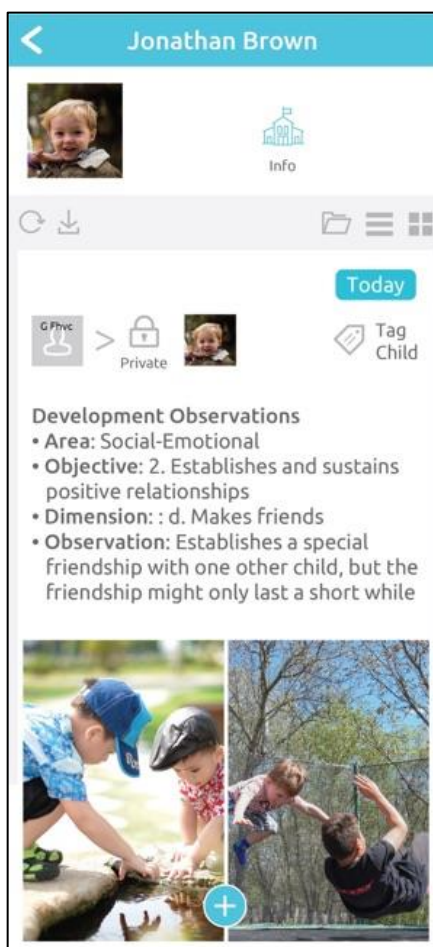 Jonathan Brown
Info
Today
G Fhvc
Private
Tag
Child
Development Observations
• Area: Social-Emotional
• Objective: 2. Establishes and sustains
positive relationships
• Dimension: : d. Makes friends
• Observation: Establishes a special
friendship with one other child, but the
friendship might only last a short while